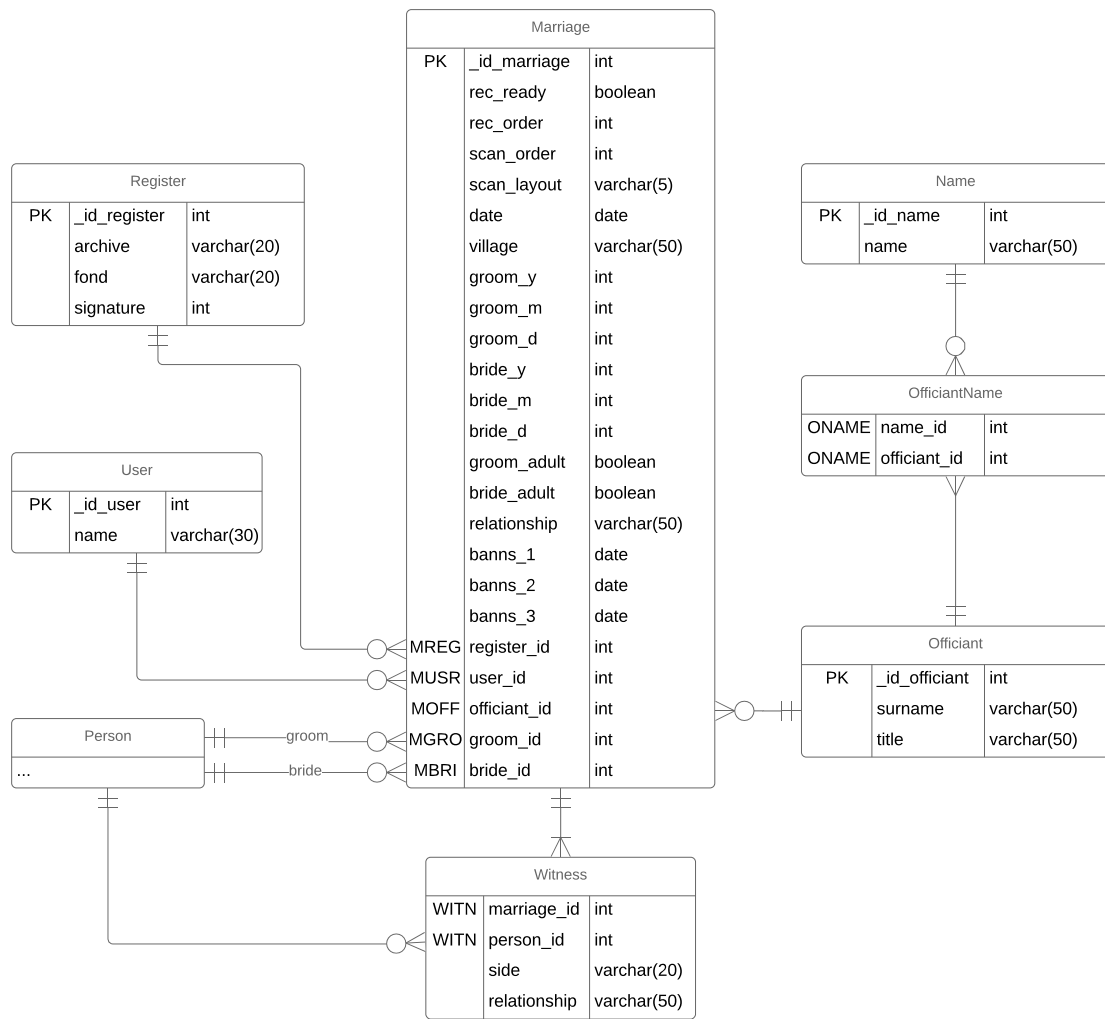 Marriage
PK _id_marriage int
rec_ready boolean
rec_order int
scan_order int
scan_layout varchar(5)
date date
village varchar(50)
groom_y int
groom_m int
groom_d int
bride_y int
bride_m int
bride_d int
groom_adult boolean
bride_adult boolean
relationship varchar(50)
banns_1 date
banns_2 date
banns_3 date
MREG register_id int
MUSR user_id int
MOFF officiant_id int
MGRO groom_id int
MBRI bride_id int
Register
PK _id_register int
archive varchar(20)
fond varchar(20)
signature int
User
PK _id_user int
name varchar(30)
Person
...
groom
bride
Name
PK _id_name int
name varchar(50)
OfficiantName
ONAME name_id int
ONAME officiant_id int
Officiant
PK _id_officiant int
surname varchar(50)
title varchar(50)
Witness
WITN marriage_id int
WITN person_id int
side varchar(20)
relationship varchar(50)